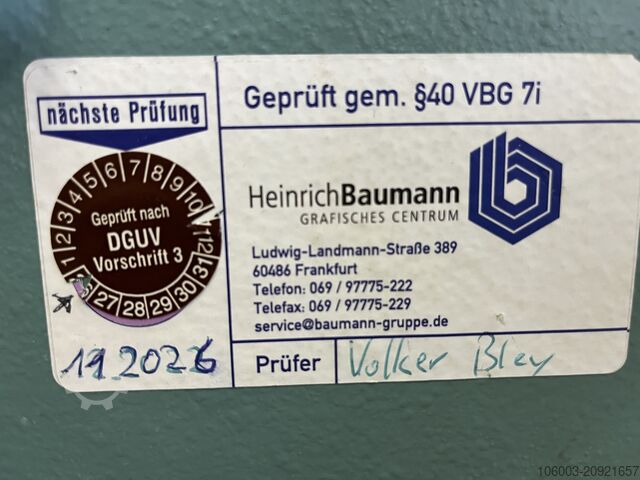 nächste Prüfung
Geprüft gem. §40 VBG 7i
1 2 3 4 5 6 7 8 9 10 12
Geprüft nach
DGUV
Vorschrift 3
27 28 29 30 31
HeinrichBaumann
GRAFISCHES CENTRUM
b
Ludwig-Landmann-Straße 389
60486 Frankfurt
Telefon: 069 / 97775-222
Telefax: 069 / 97775-229
service@baumann-gruppe.de
11 2026
Prüfer
Volker Bley
106003-20921657